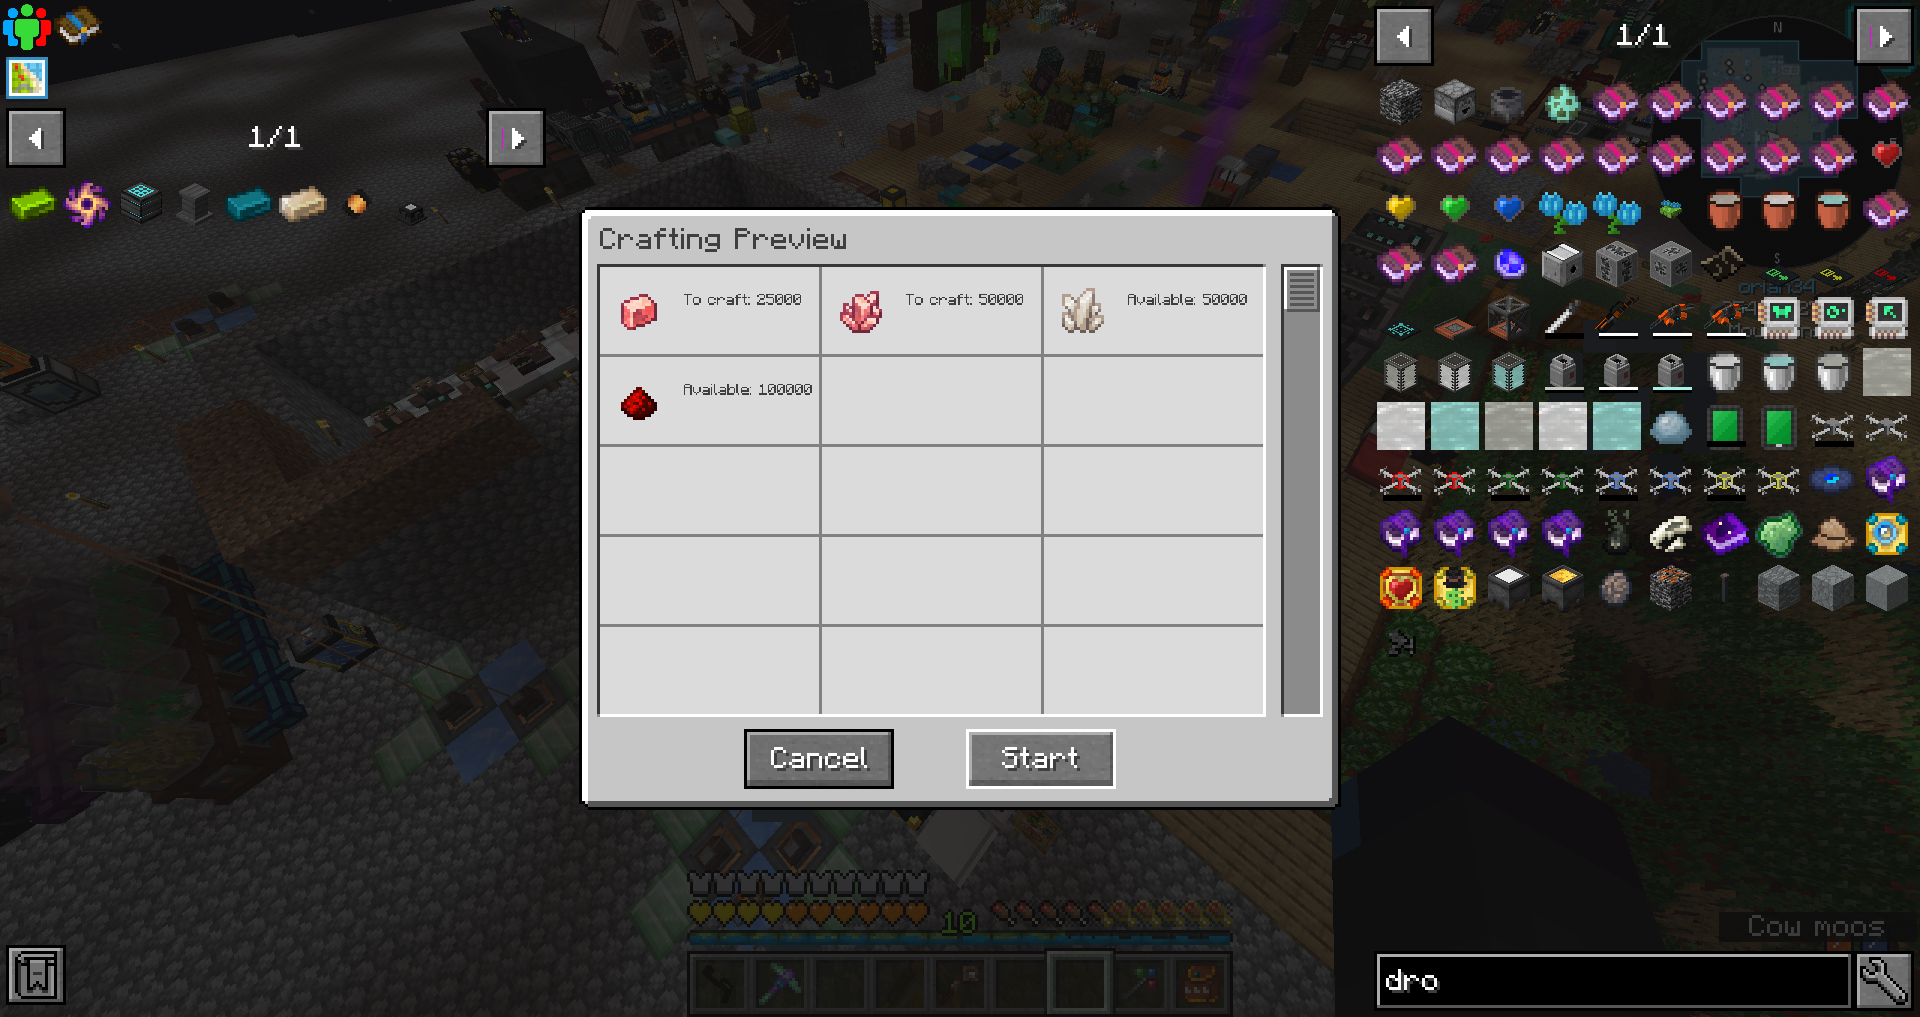 1/1
N
1/1
Crafting Preview
To craft: 25000
To craft: 50000
Available: 50000
Available: 100000
S
orian34
Cancel
Start
10
Cow moos
dro